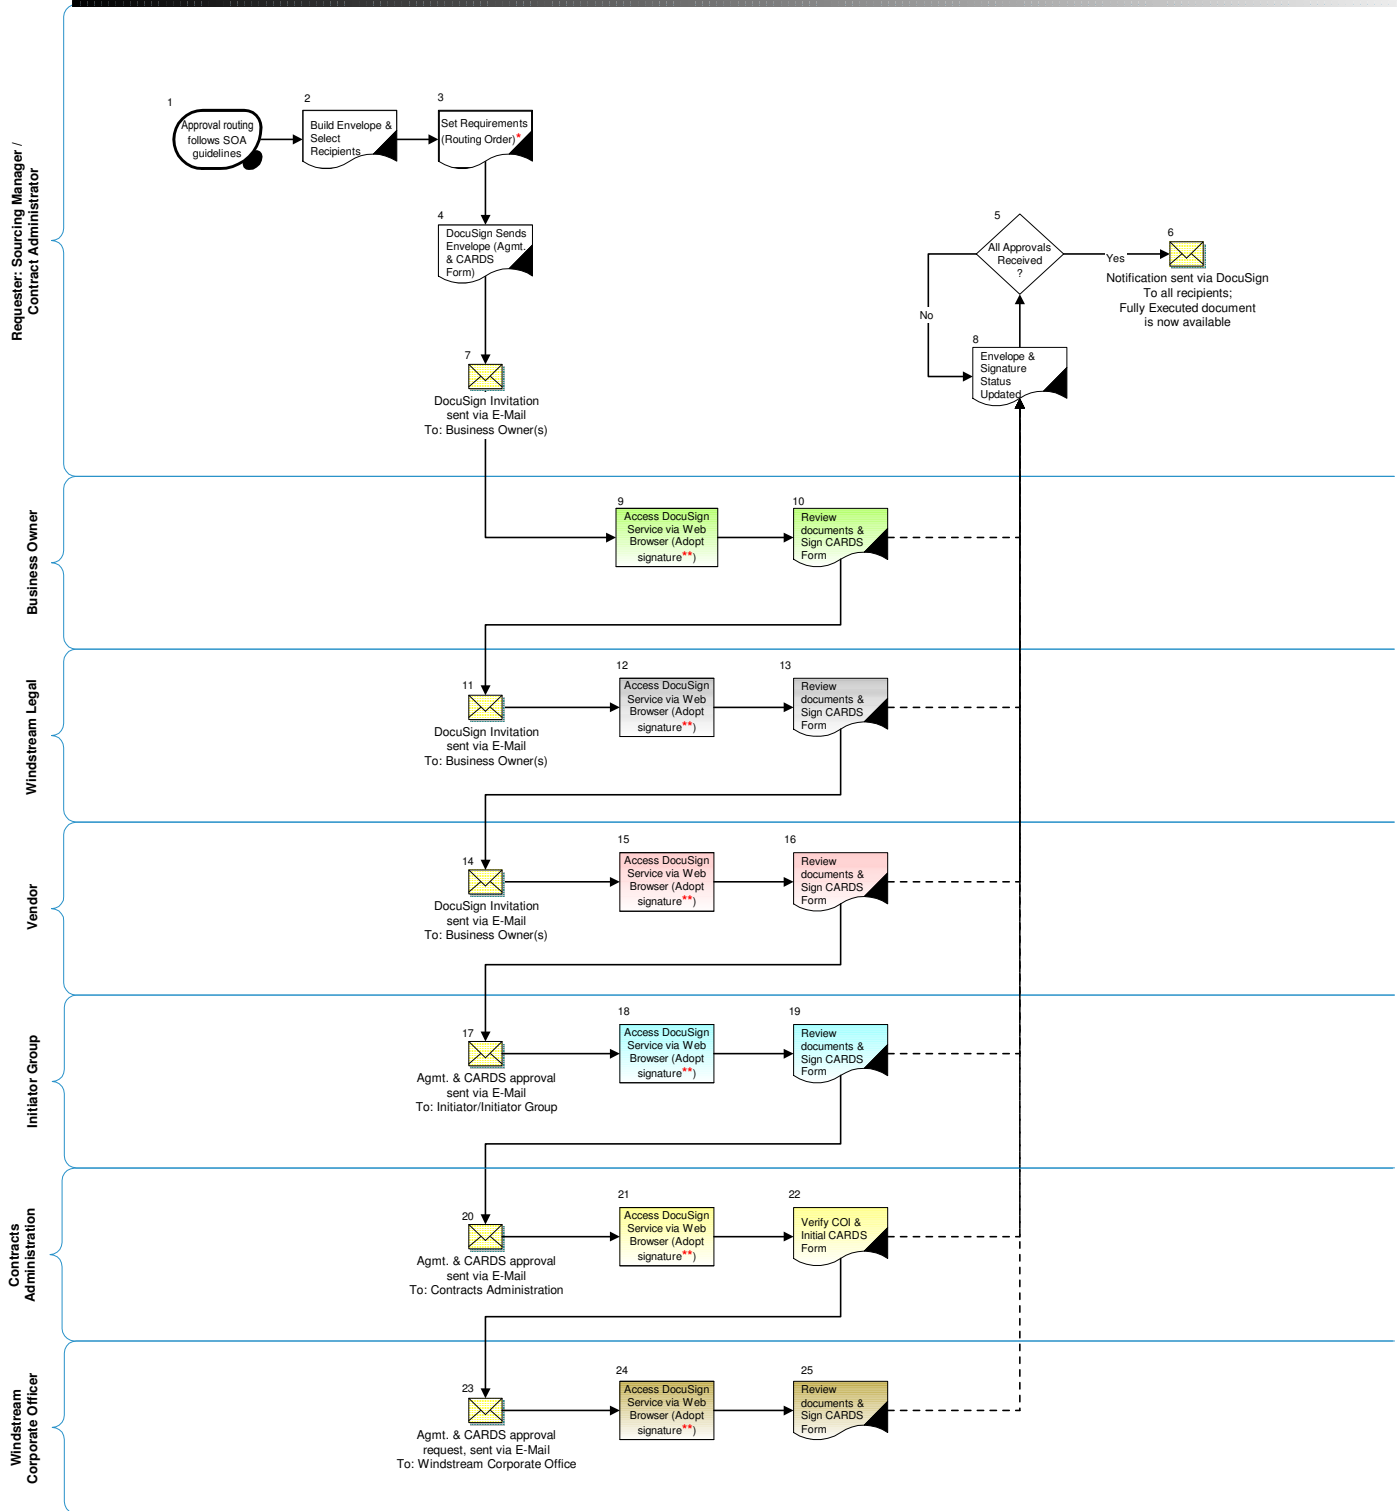 Requester: Sourcing Manager /
Contract Administrator
1
Approval routing
follows SOA
guidelines
2
Build Envelope &
Select
Recipients
3
Set Requirements
(Routing Order)*
4
DocuSign Sends
Envelope (Agmt.
& CARDS
Form)
5
All Approvals
Received
?
Yes
No
6
Notification sent via DocuSign
To all recipients;
Fully Executed document
is now available
7
DocuSign Invitation
sent via E-Mail
To: Business Owner(s)
8
Envelope &
Signature
Status
Updated
Business Owner
9
Access DocuSign
Service via Web
Browser (Adopt
signature**)
10
Review
documents &
Sign CARDS
Form
Windstream Legal
11
DocuSign Invitation
sent via E-Mail
To: Business Owner(s)
12
Access DocuSign
Service via Web
Browser (Adopt
signature**)
13
Review
documents &
Sign CARDS
Form
Vendor
14
DocuSign Invitation
sent via E-Mail
To: Business Owner(s)
15
Access DocuSign
Service via Web
Browser (Adopt
signature**)
16
Review
documents &
Sign CARDS
Form
Initiator Group
17
Agmt. & CARDS approval
sent via E-Mail
To: Initiator/Initiator Group
18
Access DocuSign
Service via Web
Browser (Adopt
signature**)
19
Review
documents &
Sign CARDS
Form
Contracts
Administration
20
Agmt. & CARDS approval
sent via E-Mail
To: Contracts Administration
21
Access DocuSign
Service via Web
Browser (Adopt
signature**)
22
Verify COI &
Initial CARDS
Form
Windstream
Corporate Officer
23
Agmt. & CARDS approval
request, sent via E-Mail
To: Windstream Corporate Office
24
Access DocuSign
Service via Web
Browser (Adopt
signature**)
25
Review
documents &
Sign CARDS
Form